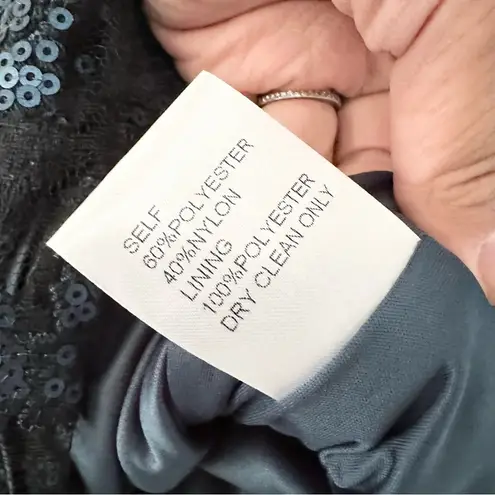 SELF
60%POLYESTER
40%NYLON
LINING
100%POLYESTER
DRY CLEAN ONLY